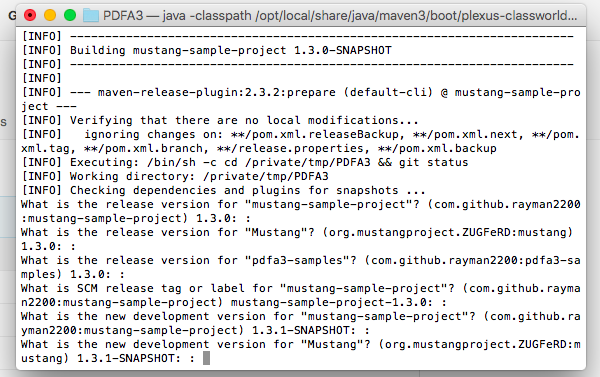 PDFA3 — java -classpath /opt/local/share/java/maven3/boot/plexus-classworld...
[INFO] ------------------------------------------------------------------------
[INFO] Building mustang-sample-project 1.3.0-SNAPSHOT
[INFO] ------------------------------------------------------------------------
[INFO]
[INFO] --- maven-release-plugin:2.3.2:prepare (default-cli) @ mustang-sample-pro
ject ---
[INFO] Verifying that there are no local modifications...
[INFO]   ignoring changes on: **/pom.xml.releaseBackup, **/pom.xml.next, **/pom.
xml.tag, **/pom.xml.branch, **/release.properties, **/pom.xml.backup
[INFO] Executing: /bin/sh -c cd /private/tmp/PDFA3 && git status
[INFO] Working directory: /private/tmp/PDFA3
[INFO] Checking dependencies and plugins for snapshots ...
What is the release version for "mustang-sample-project"? (com.github.rayman2200
:mustang-sample-project) 1.3.0: :
What is the release version for "Mustang"? (org.mustangproject.ZUGFeRD:mustang)
1.3.0: :
What is the release version for "pdfa3-samples"? (com.github.rayman2200:pdfa3-sa
mples) 1.3.0: :
What is SCM release tag or label for "mustang-sample-project"? (com.github.rayma
n2200:mustang-sample-project) mustang-sample-project-1.3.0: :
What is the new development version for "mustang-sample-project"? (com.github.ra
yman2200:mustang-sample-project) 1.3.1-SNAPSHOT: :
What is the new development version for "Mustang"? (org.mustangproject.ZUGFeRD:m
ustang) 1.3.1-SNAPSHOT: :